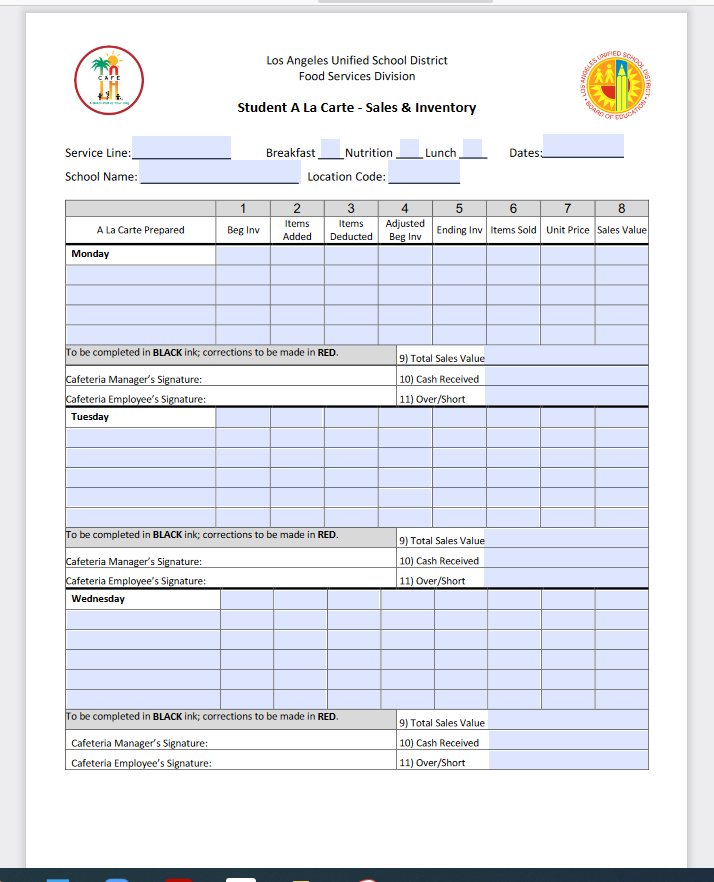 CAFE
LA
LOS ANGELES UNIFIED SCHOOL DISTRICT
BOARD OF EDUCATION
Los Angeles Unified School District
Food Services Division
Student A La Carte - Sales & Inventory
Service Line: Breakfast Nutrition Lunch Dates:
School Name: Location Code:
1 2 3 4 5 6 7 8
A La Carte Prepared Beg Inv Items Added Items Deducted Adjusted Beg Inv Ending Inv Items Sold Unit Price Sales Value
Monday
To be completed in BLACK ink; corrections to be made in RED. 9) Total Sales Value
Cafeteria Manager's Signature: 10) Cash Received
Cafeteria Employee's Signature: 11) Over/Short
Tuesday
To be completed in BLACK ink; corrections to be made in RED. 9) Total Sales Value
Cafeteria Manager's Signature: 10) Cash Received
Cafeteria Employee's Signature: 11) Over/Short
Wednesday
To be completed in BLACK ink; corrections to be made in RED. 9) Total Sales Value
Cafeteria Manager's Signature: 10) Cash Received
Cafeteria Employee's Signature: 11) Over/Short